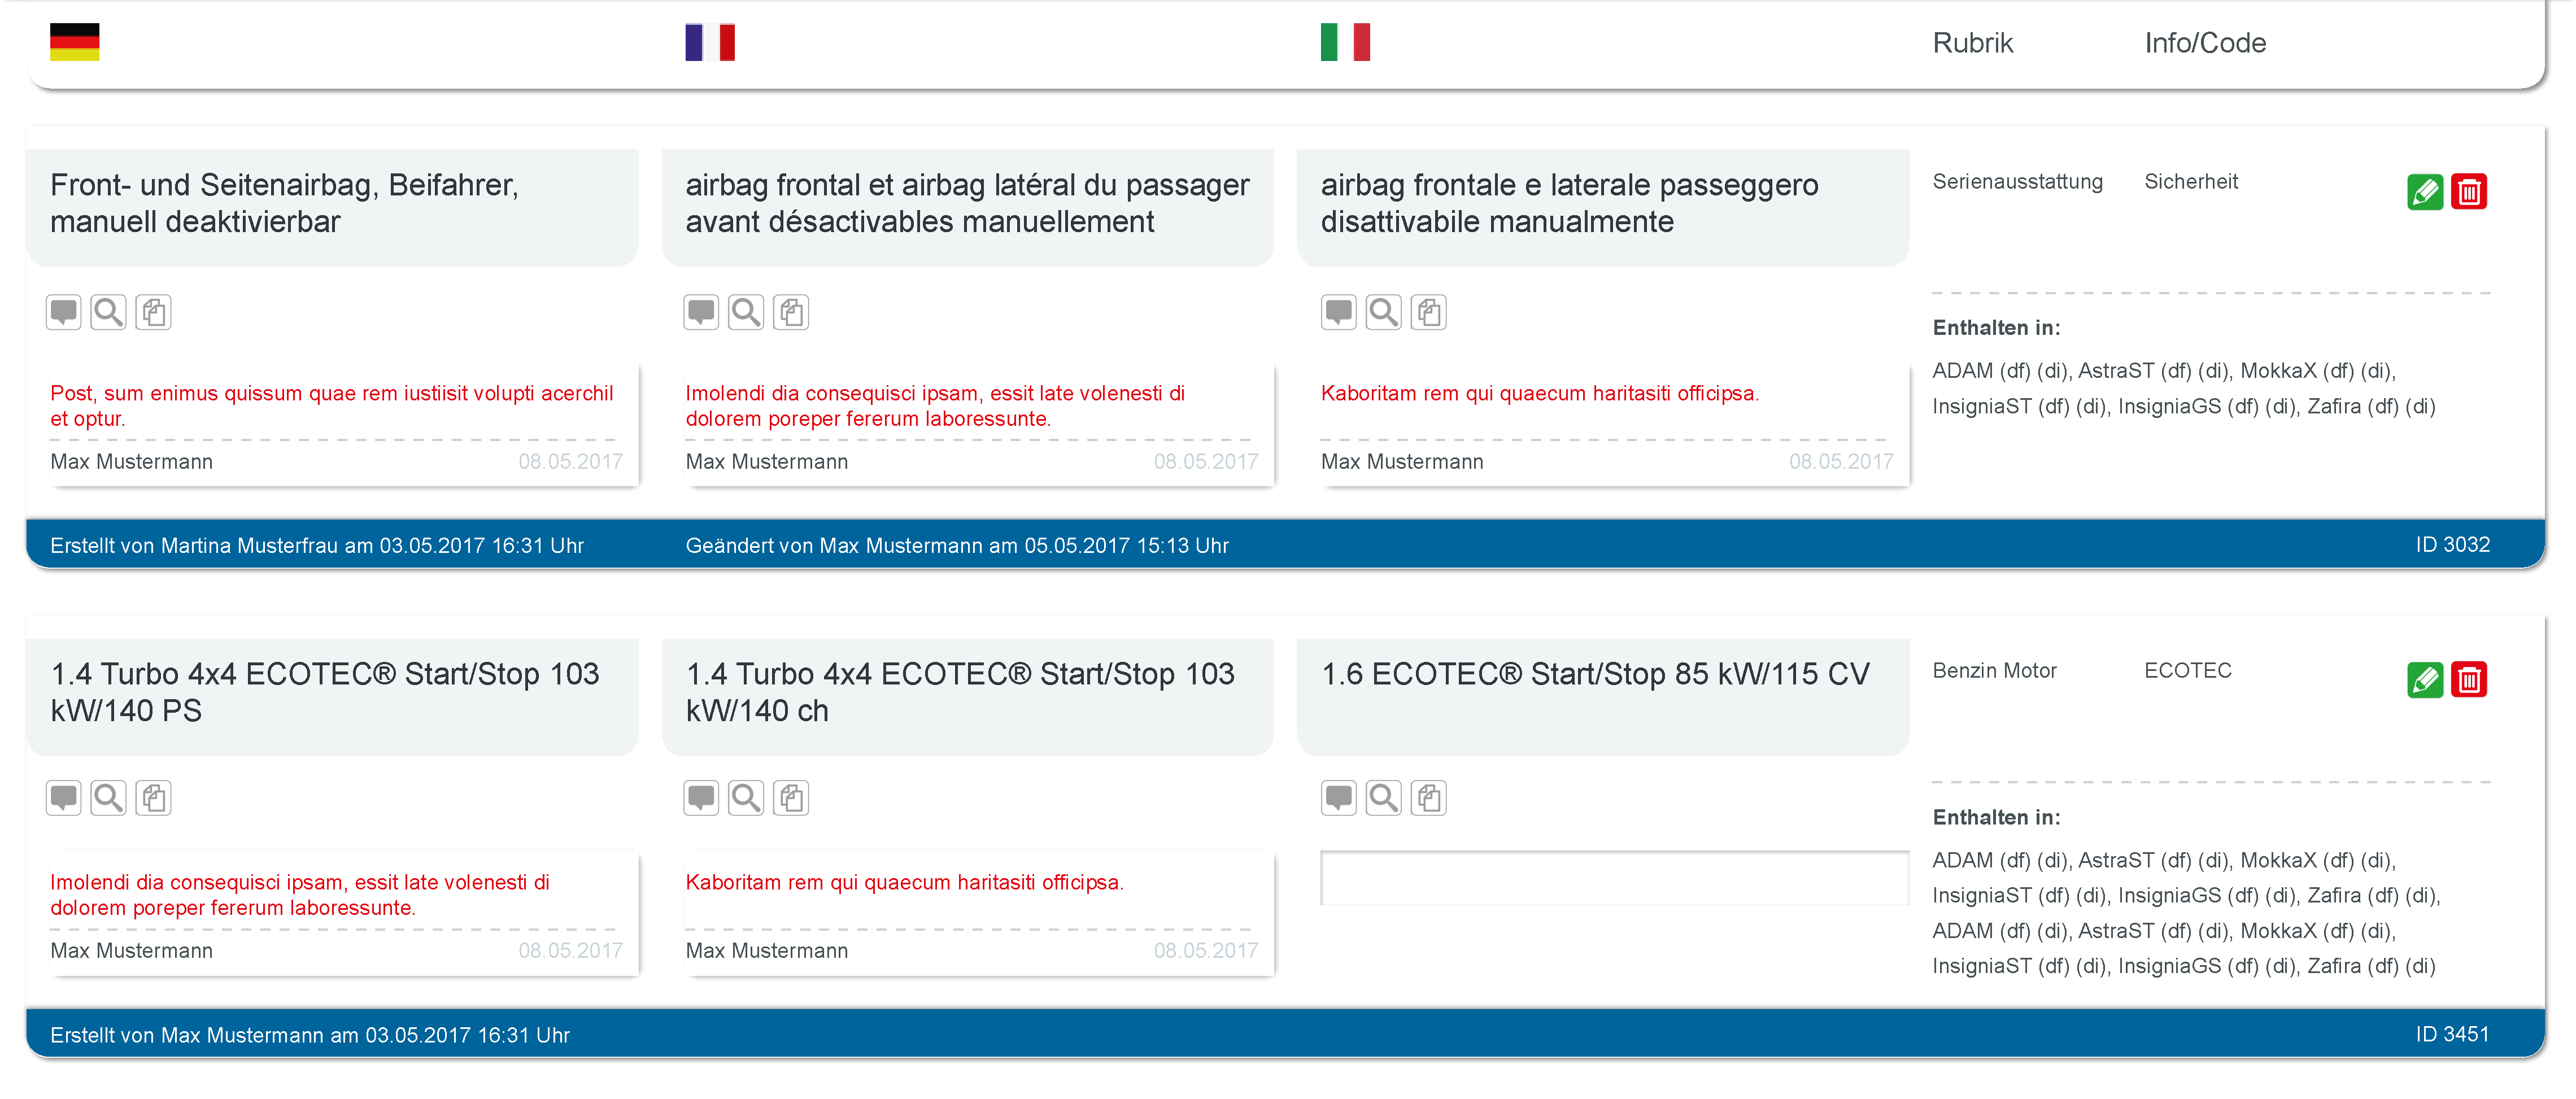 Rubrik Info/Code
Front- und Seitenairbag, Beifahrer,
manuell deaktivierbar
airbag frontal et airbag latéral du passager
avant désactivables manuellement
airbag frontale e laterale passeggero
disattivabile manualmente
Serienausstattung Sicherheit
Post, sum enimus quissum quae rem iustiisit volupti acerchil
et optur.
Max Mustermann 08.05.2017
Imolendi dia consequisci ipsam, essit late volenesti di
dolorem poreper fererum laboressunte.
Max Mustermann 08.05.2017
Kaboritam rem qui quaecum haritasiti officipsa.
Max Mustermann 08.05.2017
Enthalten in:
ADAM (df) (di), AstraST (df) (di), MokkaX (df) (di),
InsigniaST (df) (di), InsigniaGS (df) (di), Zafira (df) (di)
Erstellt von Martina Musterfrau am 03.05.2017 16:31 Uhr Geändert von Max Mustermann am 05.05.2017 15:13 Uhr ID 3032
1.4 Turbo 4x4 ECOTEC® Start/Stop 103
kW/140 PS
1.4 Turbo 4x4 ECOTEC® Start/Stop 103
kW/140 ch
1.6 ECOTEC® Start/Stop 85 kW/115 CV
Benzin Motor ECOTEC
Imolendi dia consequisci ipsam, essit late volenesti di
dolorem poreper fererum laboressunte.
Max Mustermann 08.05.2017
Kaboritam rem qui quaecum haritasiti officipsa.
Max Mustermann 08.05.2017
Enthalten in:
ADAM (df) (di), AstraST (df) (di), MokkaX (df) (di),
InsigniaST (df) (di), InsigniaGS (df) (di), Zafira (df) (di),
ADAM (df) (di), AstraST (df) (di), MokkaX (df) (di),
InsigniaST (df) (di), InsigniaGS (df) (di), Zafira (df) (di)
Erstellt von Max Mustermann am 03.05.2017 16:31 Uhr ID 3451